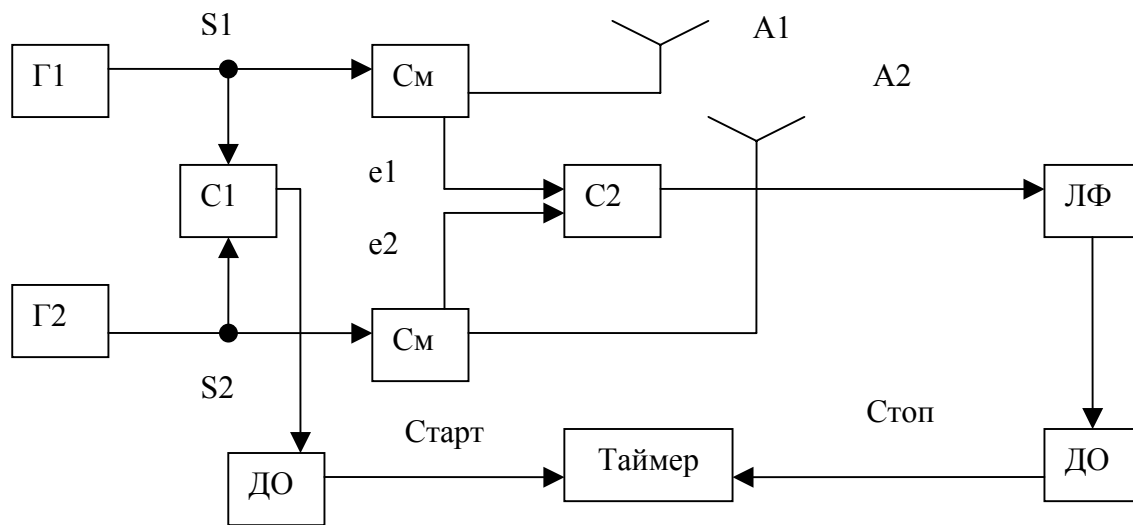 S1
A1
Г1
См
A2
e1
C1
C2
ЛФ
e2
Г2
См
S2
Старт
Стоп
ДО
Таймер
ДО